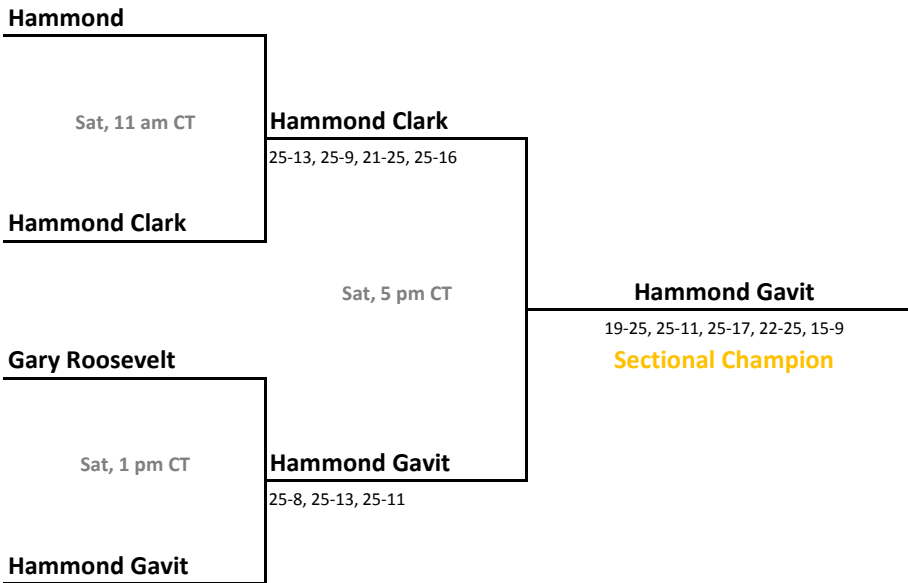 Hammond
Sat, 11 am CT
Hammond Clark
25-13, 25-9, 21-25, 25-16
Hammond Clark
Sat, 5 pm CT
Hammond Gavit
19-25, 25-11, 25-17, 22-25, 15-9
Sectional Champion
Gary Roosevelt
Sat, 1 pm CT
Hammond Gavit
25-8, 25-13, 25-11
Hammond Gavit